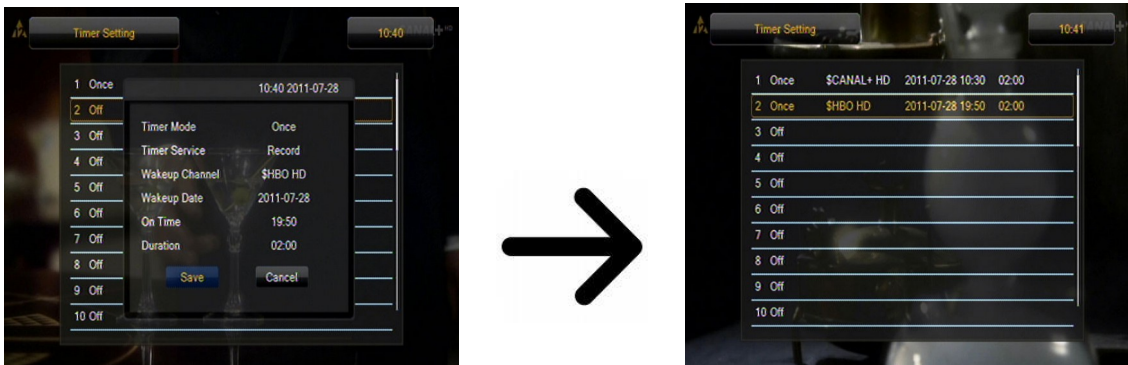 Timer Setting
10:40
CANAL+ HD
1 Once
10:40 2011-07-28
2 Off
3 Off
4 Off
5 Off
6 Off
7 Off
8 Off
9 Off
10 Off
Timer Mode Once
Timer Service Record
Wakeup Channel $HBO HD
Wakeup Date 2011-07-28
On Time 19:50
Duration 02:00
Save Cancel
Timer Setting
10:41
1 Once $CANAL+ HD 2011-07-28 10:30 02:00
2 Once $HBO HD 2011-07-28 19:50 02:00
3 Off
4 Off
5 Off
6 Off
7 Off
8 Off
9 Off
10 Off